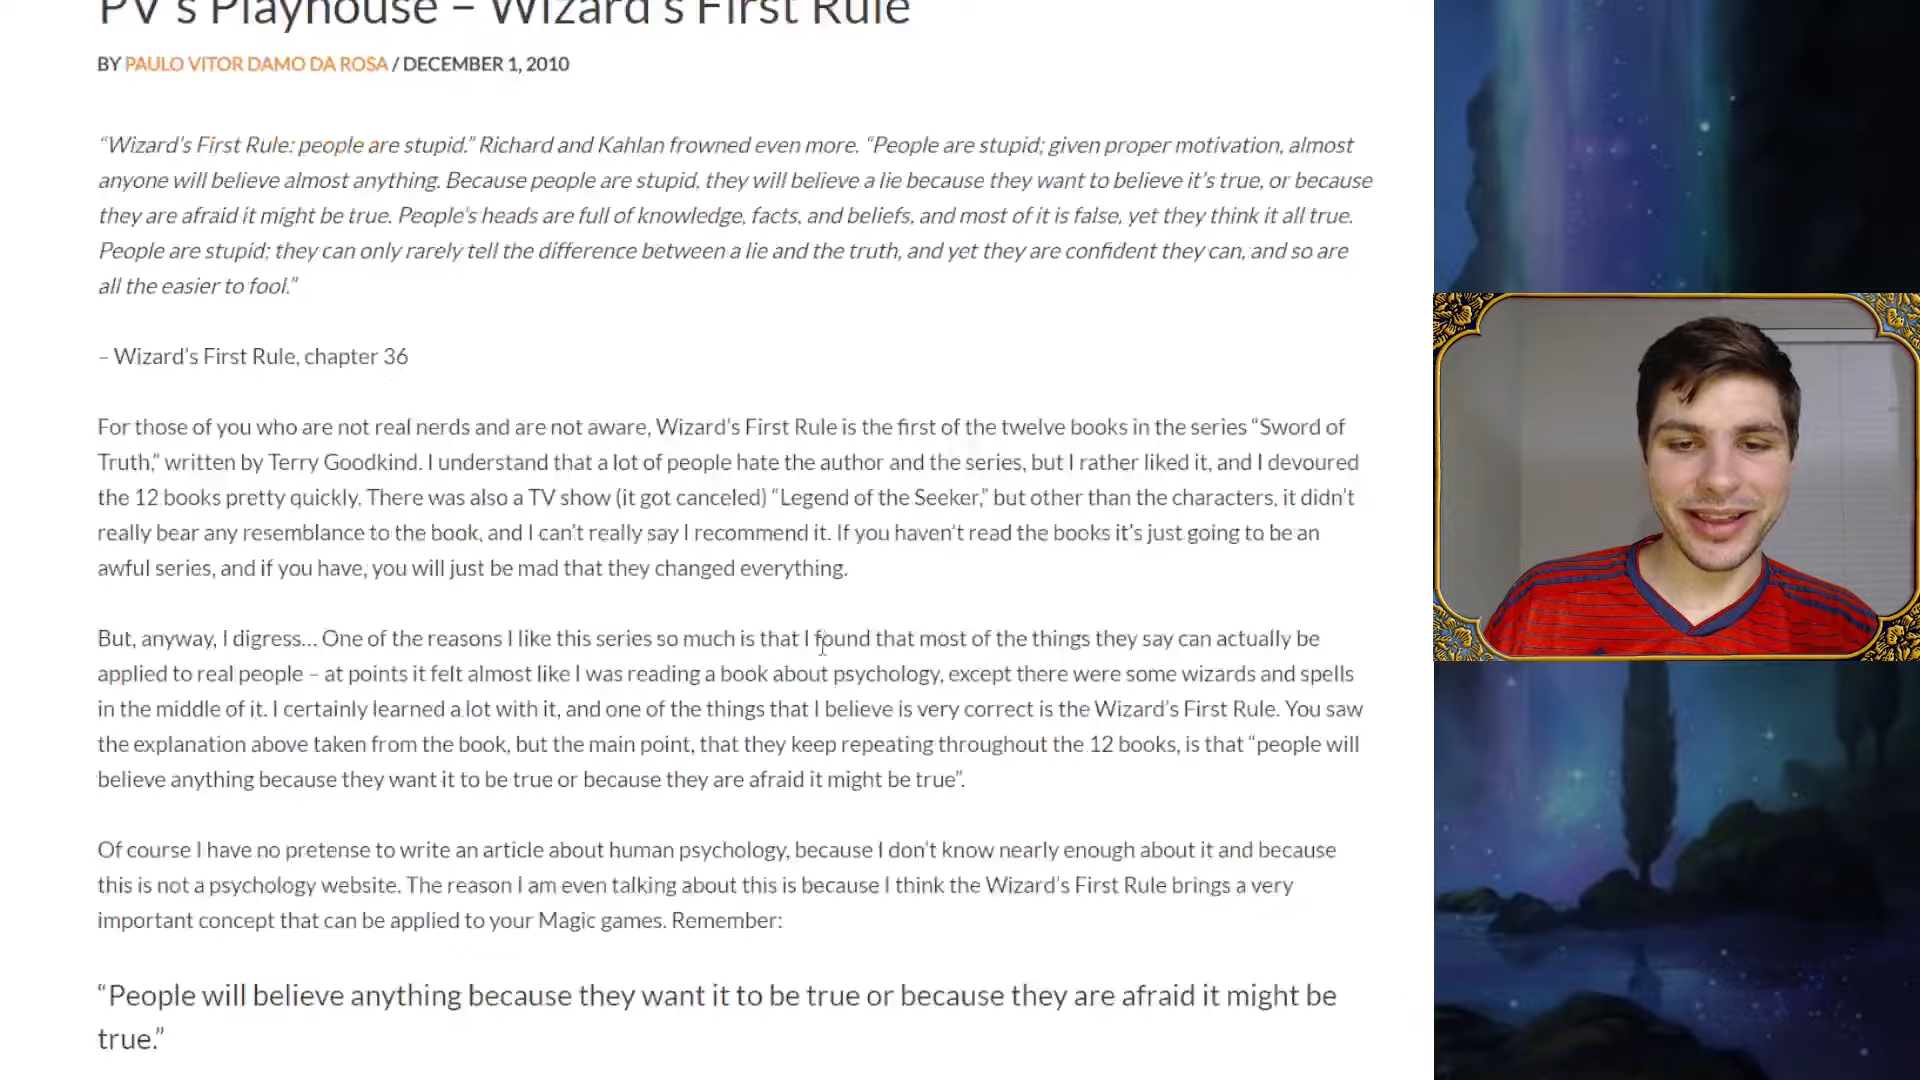 PV's Playhouse – Wizard's First Rule
BY PAULO VITOR DAMO DA ROSA / DECEMBER 1, 2010
“Wizard's First Rule: people are stupid.” Richard and Kahlan frowned even more. “People are stupid; given proper motivation, almost
anyone will believe almost anything. Because people are stupid, they will believe a lie because they want to believe it's true, or because
they are afraid it might be true. People's heads are full of knowledge, facts, and beliefs, and most of it is false, yet they think it all true.
People are stupid; they can only rarely tell the difference between a lie and the truth, and yet they are confident they can, and so are
all the easier to fool.”
– Wizard's First Rule, chapter 36
For those of you who are not real nerds and are not aware, Wizard's First Rule is the first of the twelve books in the series “Sword of
Truth,” written by Terry Goodkind. I understand that a lot of people hate the author and the series, but I rather liked it, and I devoured
the 12 books pretty quickly. There was also a TV show (it got canceled) “Legend of the Seeker,” but other than the characters, it didn't
really bear any resemblance to the book, and I can't really say I recommend it. If you haven't read the books it's just going to be an
awful series, and if you have, you will just be mad that they changed everything.
But, anyway, I digress… One of the reasons I like this series so much is that I found that most of the things they say can actually be
applied to real people – at points it felt almost like I was reading a book about psychology, except there were some wizards and spells
in the middle of it. I certainly learned a lot with it, and one of the things that I believe is very correct is the Wizard's First Rule. You saw
the explanation above taken from the book, but the main point, that they keep repeating throughout the 12 books, is that “people will
believe anything because they want it to be true or because they are afraid it might be true”.
Of course I have no pretense to write an article about human psychology, because I don't know nearly enough about it and because
this is not a psychology website. The reason I am even talking about this is because I think the Wizard's First Rule brings a very
important concept that can be applied to your Magic games. Remember:
“People will believe anything because they want it to be true or because they are afraid it might be
true.”